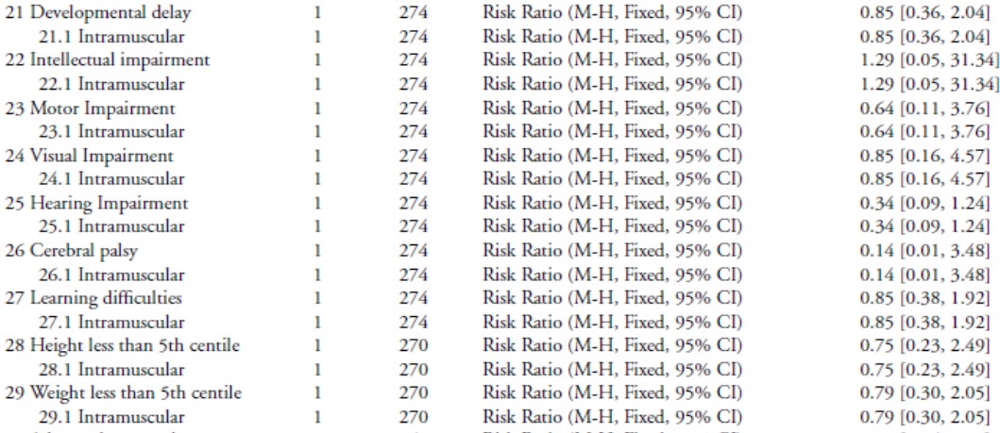 21 Developmental delay 1 274 Risk Ratio (M-H, Fixed, 95% CI) 0.85 [0.36, 2.04]
21.1 Intramuscular 1 274 Risk Ratio (M-H, Fixed, 95% CI) 0.85 [0.36, 2.04]
22 Intellectual impairment 1 274 Risk Ratio (M-H, Fixed, 95% CI) 1.29 [0.05, 31.34]
22.1 Intramuscular 1 274 Risk Ratio (M-H, Fixed, 95% CI) 1.29 [0.05, 31.34]
23 Motor Impairment 1 274 Risk Ratio (M-H, Fixed, 95% CI) 0.64 [0.11, 3.76]
23.1 Intramuscular 1 274 Risk Ratio (M-H, Fixed, 95% CI) 0.64 [0.11, 3.76]
24 Visual Impairment 1 274 Risk Ratio (M-H, Fixed, 95% CI) 0.85 [0.16, 4.57]
24.1 Intramuscular 1 274 Risk Ratio (M-H, Fixed, 95% CI) 0.85 [0.16, 4.57]
25 Hearing Impairment 1 274 Risk Ratio (M-H, Fixed, 95% CI) 0.34 [0.09, 1.24]
25.1 Intramuscular 1 274 Risk Ratio (M-H, Fixed, 95% CI) 0.34 [0.09, 1.24]
26 Cerebral palsy 1 274 Risk Ratio (M-H, Fixed, 95% CI) 0.14 [0.01, 3.48]
26.1 Intramuscular 1 274 Risk Ratio (M-H, Fixed, 95% CI) 0.14 [0.01, 3.48]
27 Learning difficulties 1 274 Risk Ratio (M-H, Fixed, 95% CI) 0.85 [0.38, 1.92]
27.1 Intramuscular 1 274 Risk Ratio (M-H, Fixed, 95% CI) 0.85 [0.38, 1.92]
28 Height less than 5th centile 1 270 Risk Ratio (M-H, Fixed, 95% CI) 0.75 [0.23, 2.49]
28.1 Intramuscular 1 270 Risk Ratio (M-H, Fixed, 95% CI) 0.75 [0.23, 2.49]
29 Weight less than 5th centile 1 270 Risk Ratio (M-H, Fixed, 95% CI) 0.79 [0.30, 2.05]
29.1 Intramuscular 1 270 Risk Ratio (M-H, Fixed, 95% CI) 0.79 [0.30, 2.05]